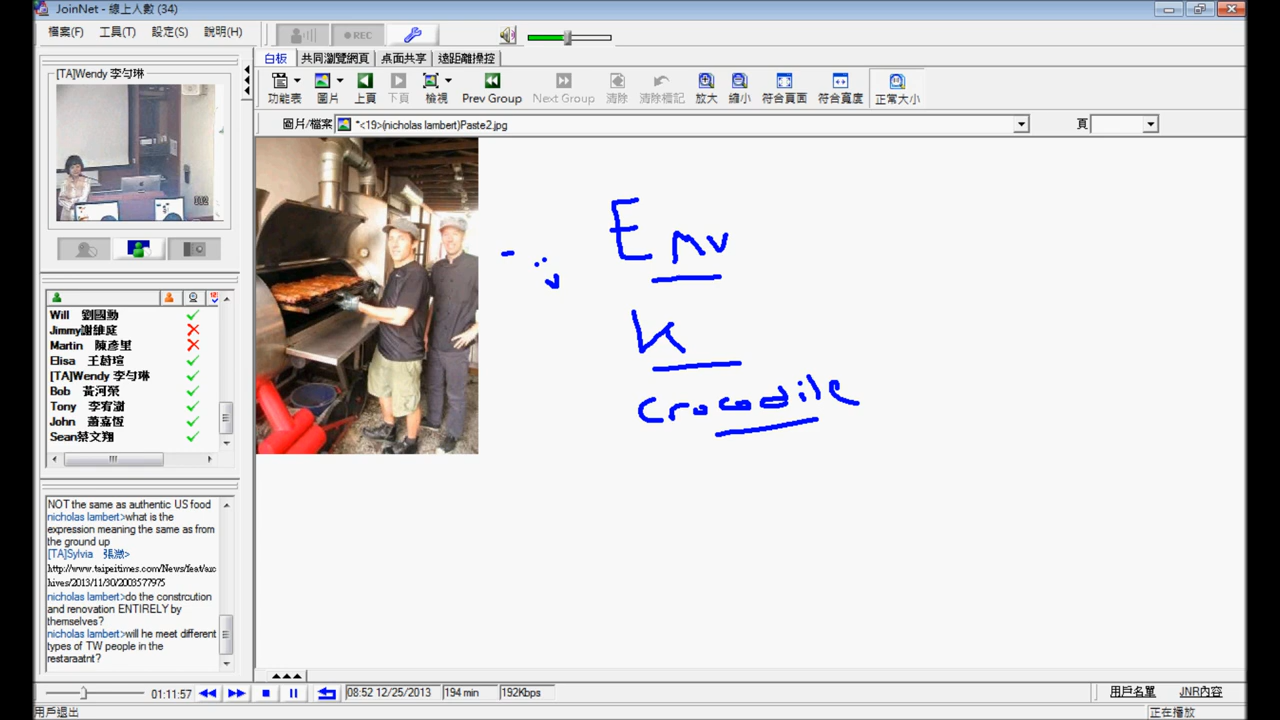 JoinNet - 線上人數 (34)
檔案(F) 工具(T) 設定(S) 說明(H)
REC
[TA]Wendy 李勻琳
白板 共同瀏覽網頁 桌面共享 遠距離操控
功能表 圖片 上頁 下頁 檢視 Prev Group Next Group 清除 清除標記 放大 縮小 符合頁面 符合寬度 正常大小
圖片/檔案 *<19>(nicholas lambert)Paste2.jpg 頁
Env
K
crocodile
Will 劉國勳
Jimmy謝維庭
Martin 陳彥里
Elisa 王蔚瑄
[TA]Wendy 李勻琳
Bob 黃河榮
Tony 李宥澍
John 蕭嘉恆
Sean蔡文翔
NOT the same as authentic US food
nicholas lambert>what is the
expression meaning the same as from
the ground up
[TA]Sylvia 張澂>
http://www.taipeitimes.com/News/feat/arc
hives/2013/11/30/2003577975
nicholas lambert>do the constrcution
and renovation ENTIRELY by
themselves?
nicholas lambert>will he meet different
types of TW people in the
restaraatnt?
01:11:57 08:52 12/25/2013 194 min 192Kbps 用戶名單 JNR內容
用戶退出 正在播放